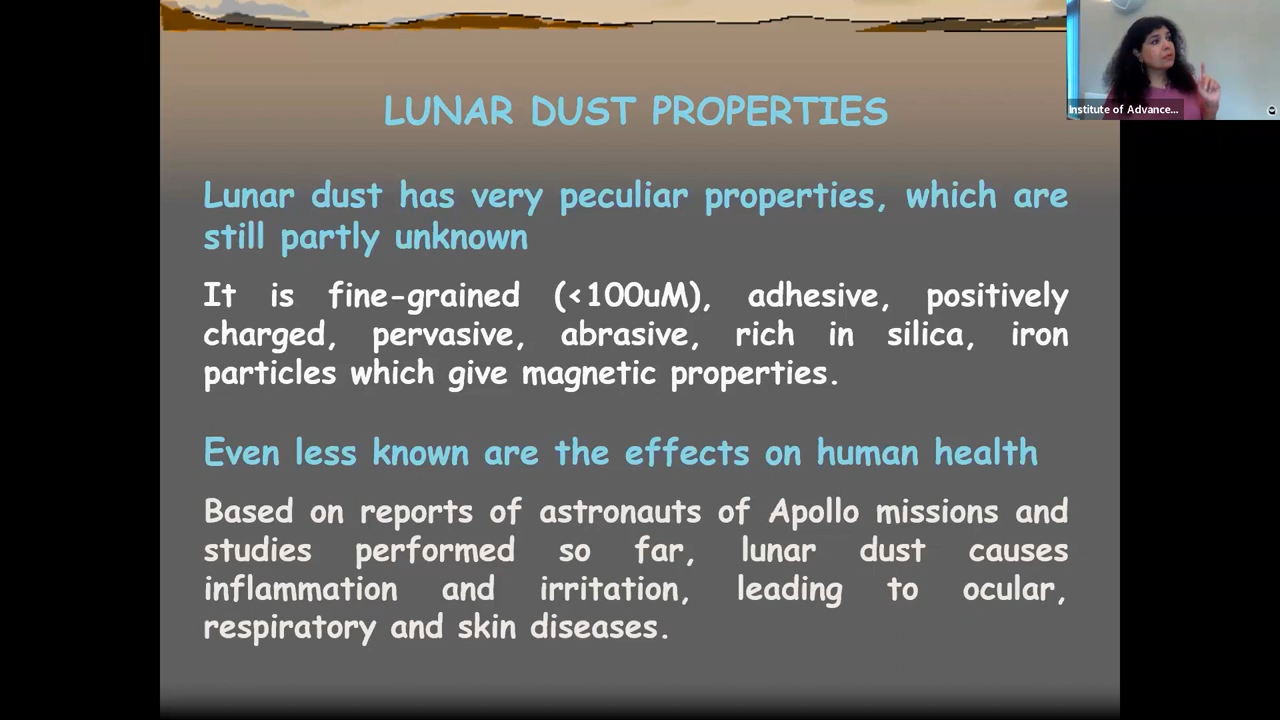 Institute of Advance...
LUNAR DUST PROPERTIES
Lunar dust has very peculiar properties, which are
still partly unknown
It is fine-grained (<100uM), adhesive, positively
charged, pervasive, abrasive, rich in silica, iron
particles which give magnetic properties.
Even less known are the effects on human health
Based on reports of astronauts of Apollo missions and
studies performed so far, lunar dust causes
inflammation and irritation, leading to ocular,
respiratory and skin diseases.